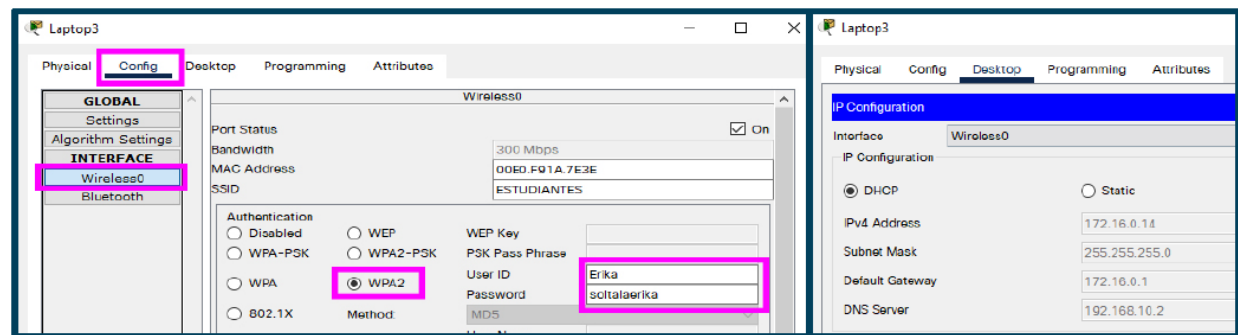 Laptop3
Physical Config Desktop Programming Attributes
GLOBAL
Settings
Algorithm Settings
INTERFACE
Wireless0
Bluetooth
Wireless0
Port Status On
Bandwidth 300 Mbps
MAC Address 00E0.F91A.7E3E
SSID ESTUDIANTES
Authentication
Disabled WEP WEP Key
WPA-PSK WPA2-PSK PSK Pass Phrase
User ID Erika
WPA WPA2
Password soltalaerika
802.1X Method: MD5
Laptop3
Physical Config Desktop Programming Attributes
IP Configuration
Interface Wireless0
IP Configuration
DHCP Static
IPv4 Address 172.16.0.14
Subnet Mask 255.255.255.0
Default Gateway 172.16.0.1
DNS Server 192.168.10.2